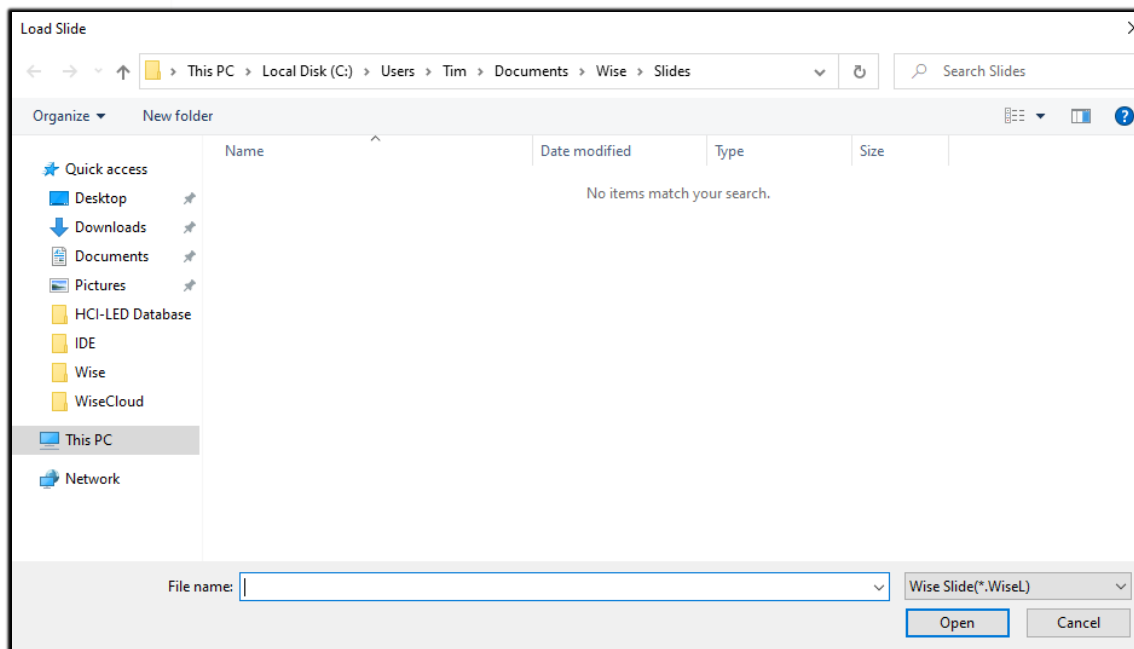 Load Slide
This PC > Local Disk (C:) > Users > Tim > Documents > Wise > Slides
Search Slides
Organize
New folder
?
Name
Date modified
Type
Size
No items match your search.
Quick access
Desktop
Downloads
Documents
Pictures
HCI-LED Database
IDE
Wise
WiseCloud
This PC
Network
File name:
Wise Slide(*.WiseL)
Open
Cancel